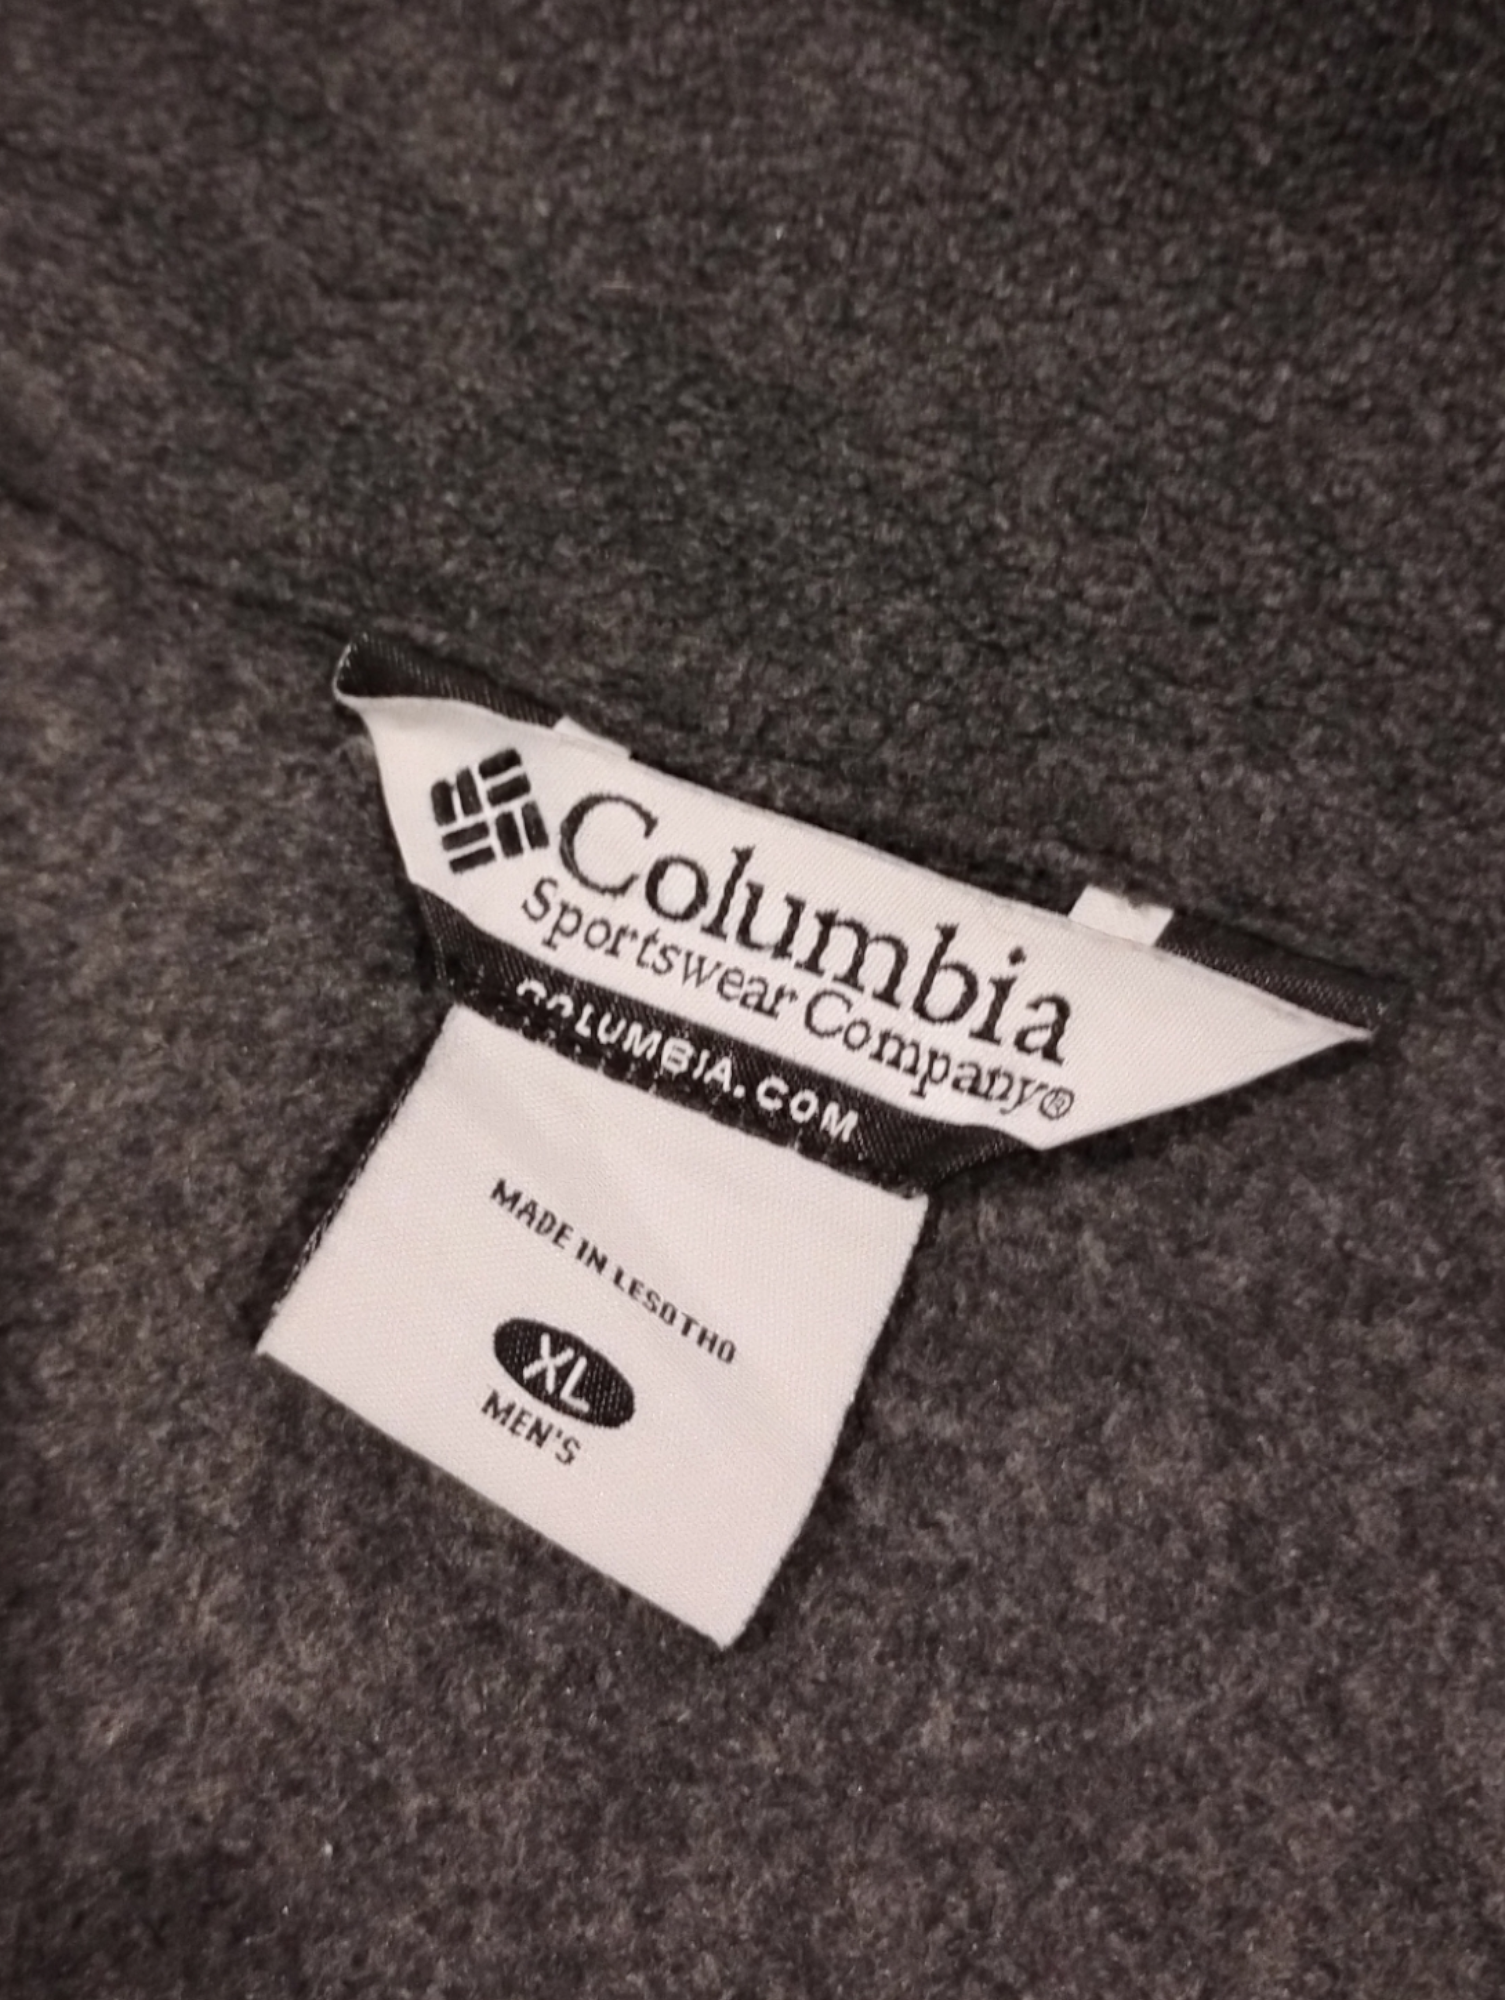 Columbia
Sportswear Company®
COLUMBIA.COM
MADE IN LESOTHO
XL
MEN'S